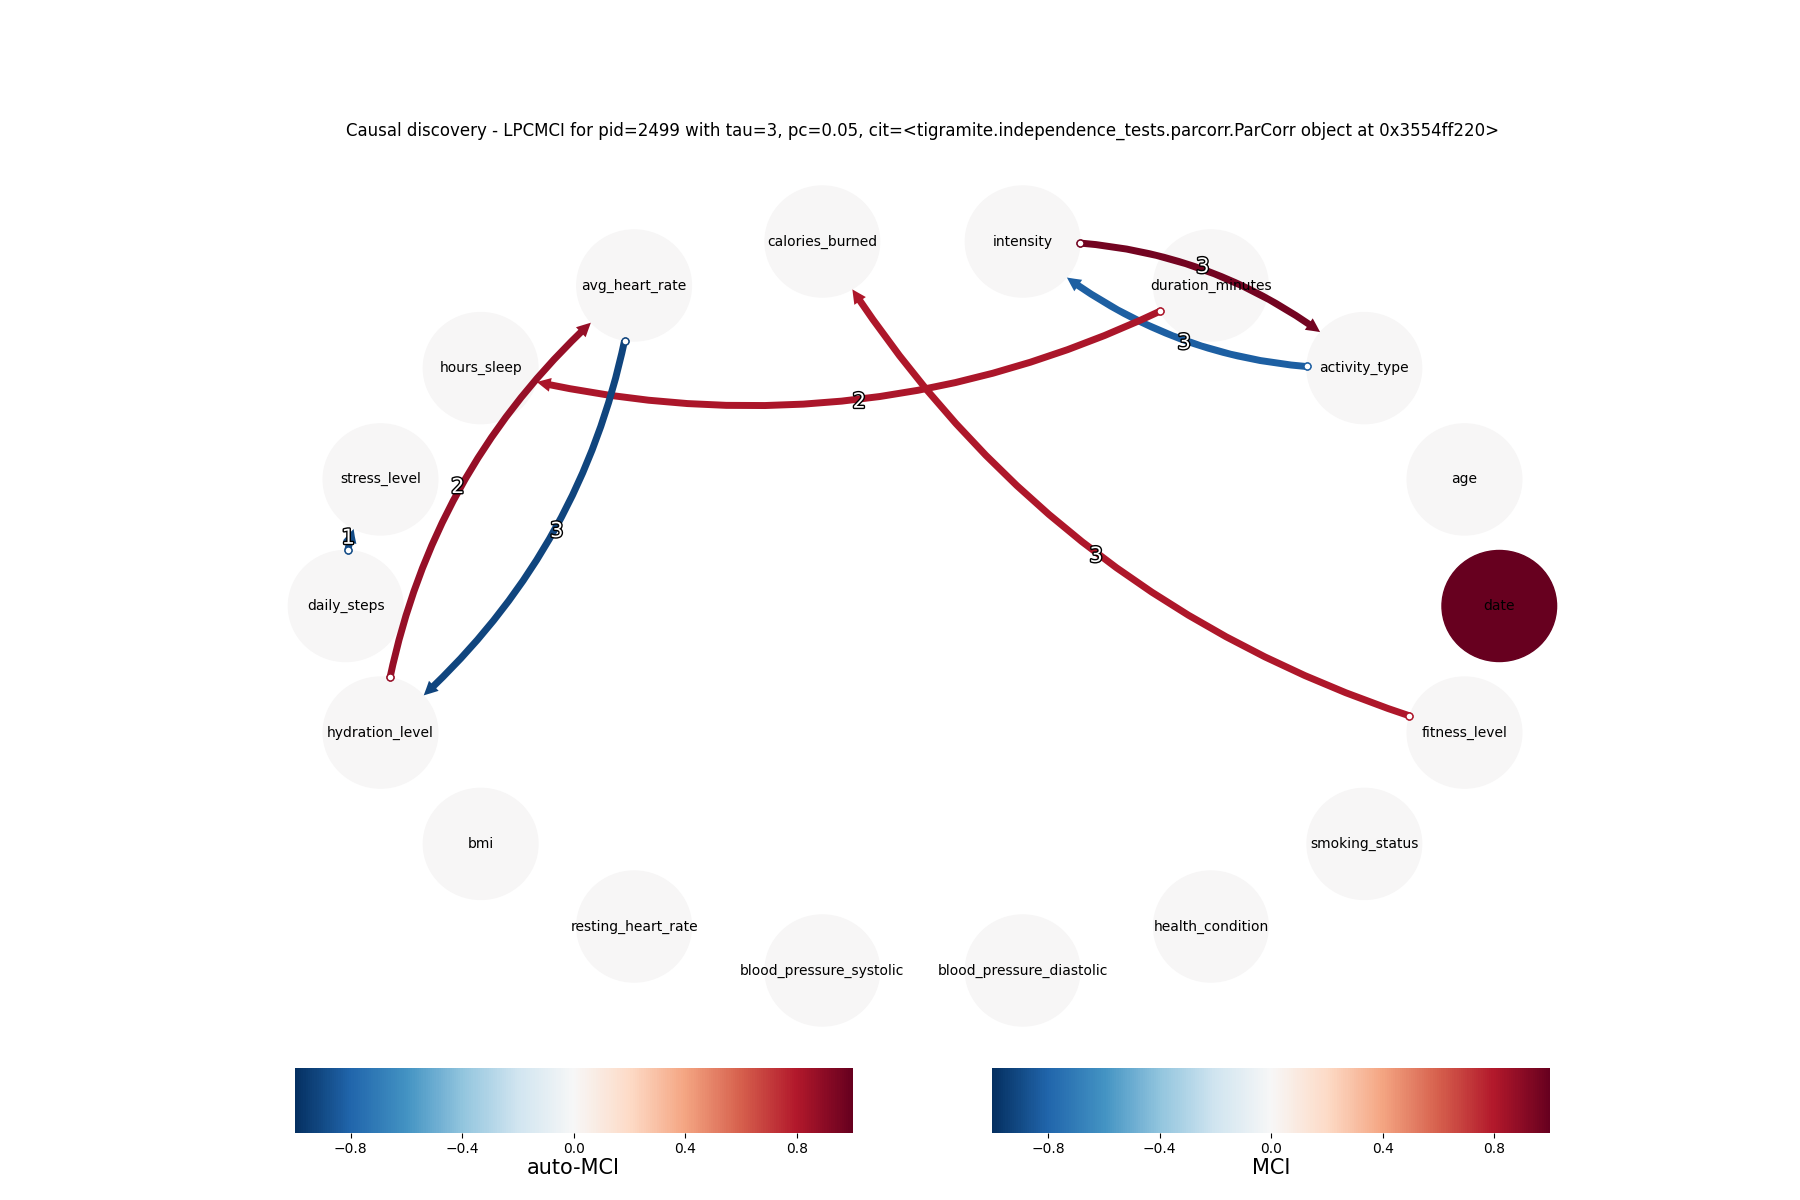 Causal discovery - LPCMCI for pid=2499 with tau=3, pc=0.05, cit=<tigramite.independence_tests.parcorr.ParCorr object at 0x3554ff220>
calories_burned
intensity
3
avg_heart_rate
duration_minutes
3
hours_sleep
activity_type
2
stress_level
2
age
1
3
3
daily_steps
date
hydration_level
fitness_level
bmi
smoking_status
resting_heart_rate
health_condition
blood_pressure_systolic
blood_pressure_diastolic
−0.8 −0.4 0.0 0.4 0.8
auto-MCI
−0.8 −0.4 0.0 0.4 0.8
MCI